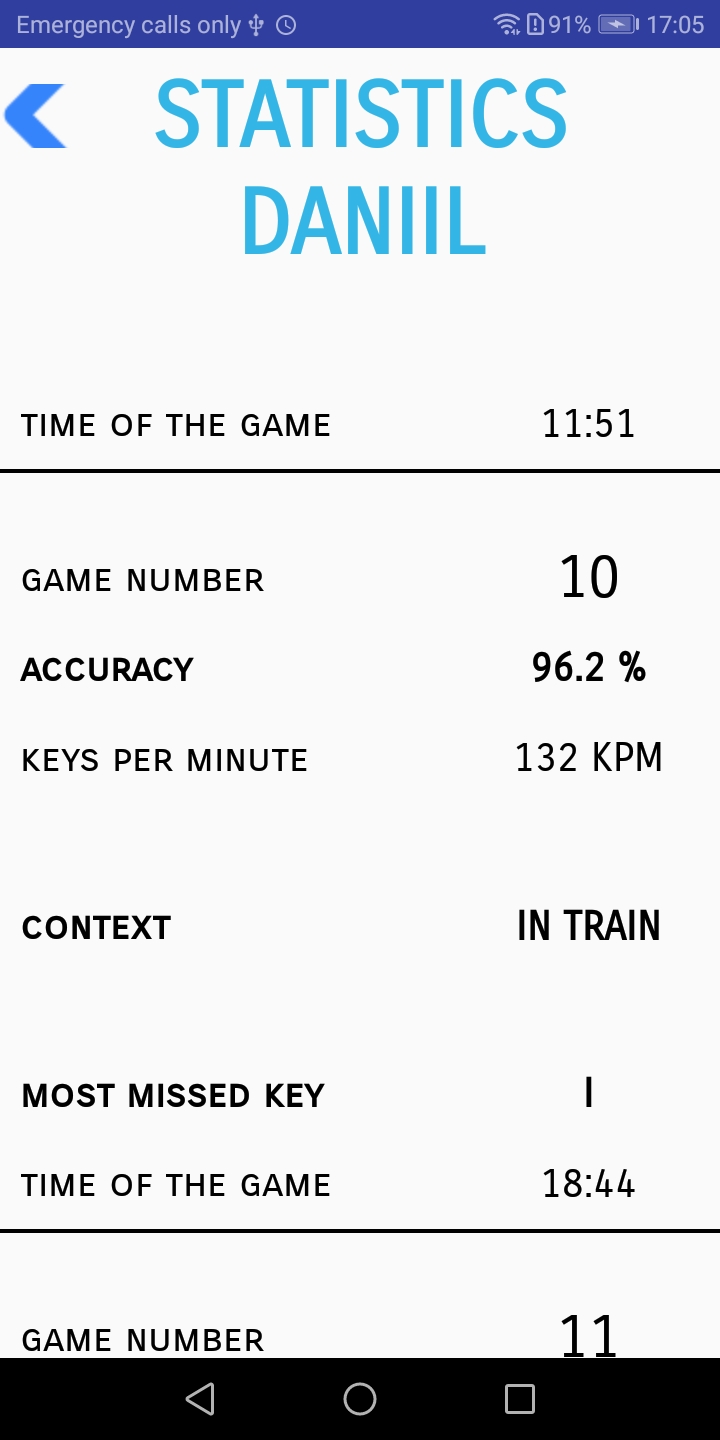 Emergency calls only 91% 17:05
STATISTICS
DANIIL
TIME OF THE GAME 11:51
GAME NUMBER 10
ACCURACY 96.2 %
KEYS PER MINUTE 132 KPM
CONTEXT IN TRAIN
MOST MISSED KEY I
TIME OF THE GAME 18:44
GAME NUMBER 11